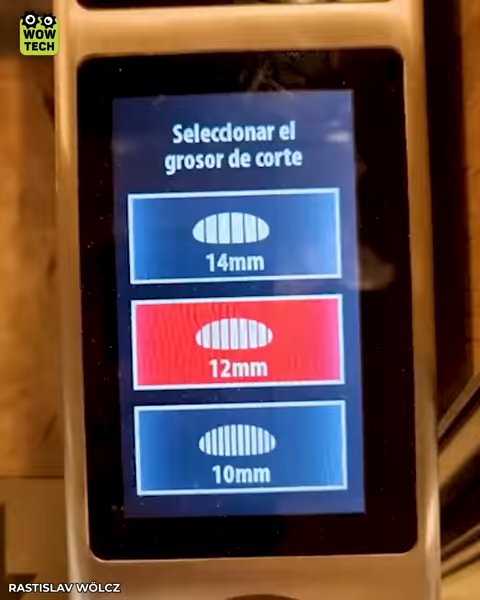 WOW
TECH
Seleccionar el
grosor de corte
14mm
12mm
10mm
RASTISLAV WÖLCZ